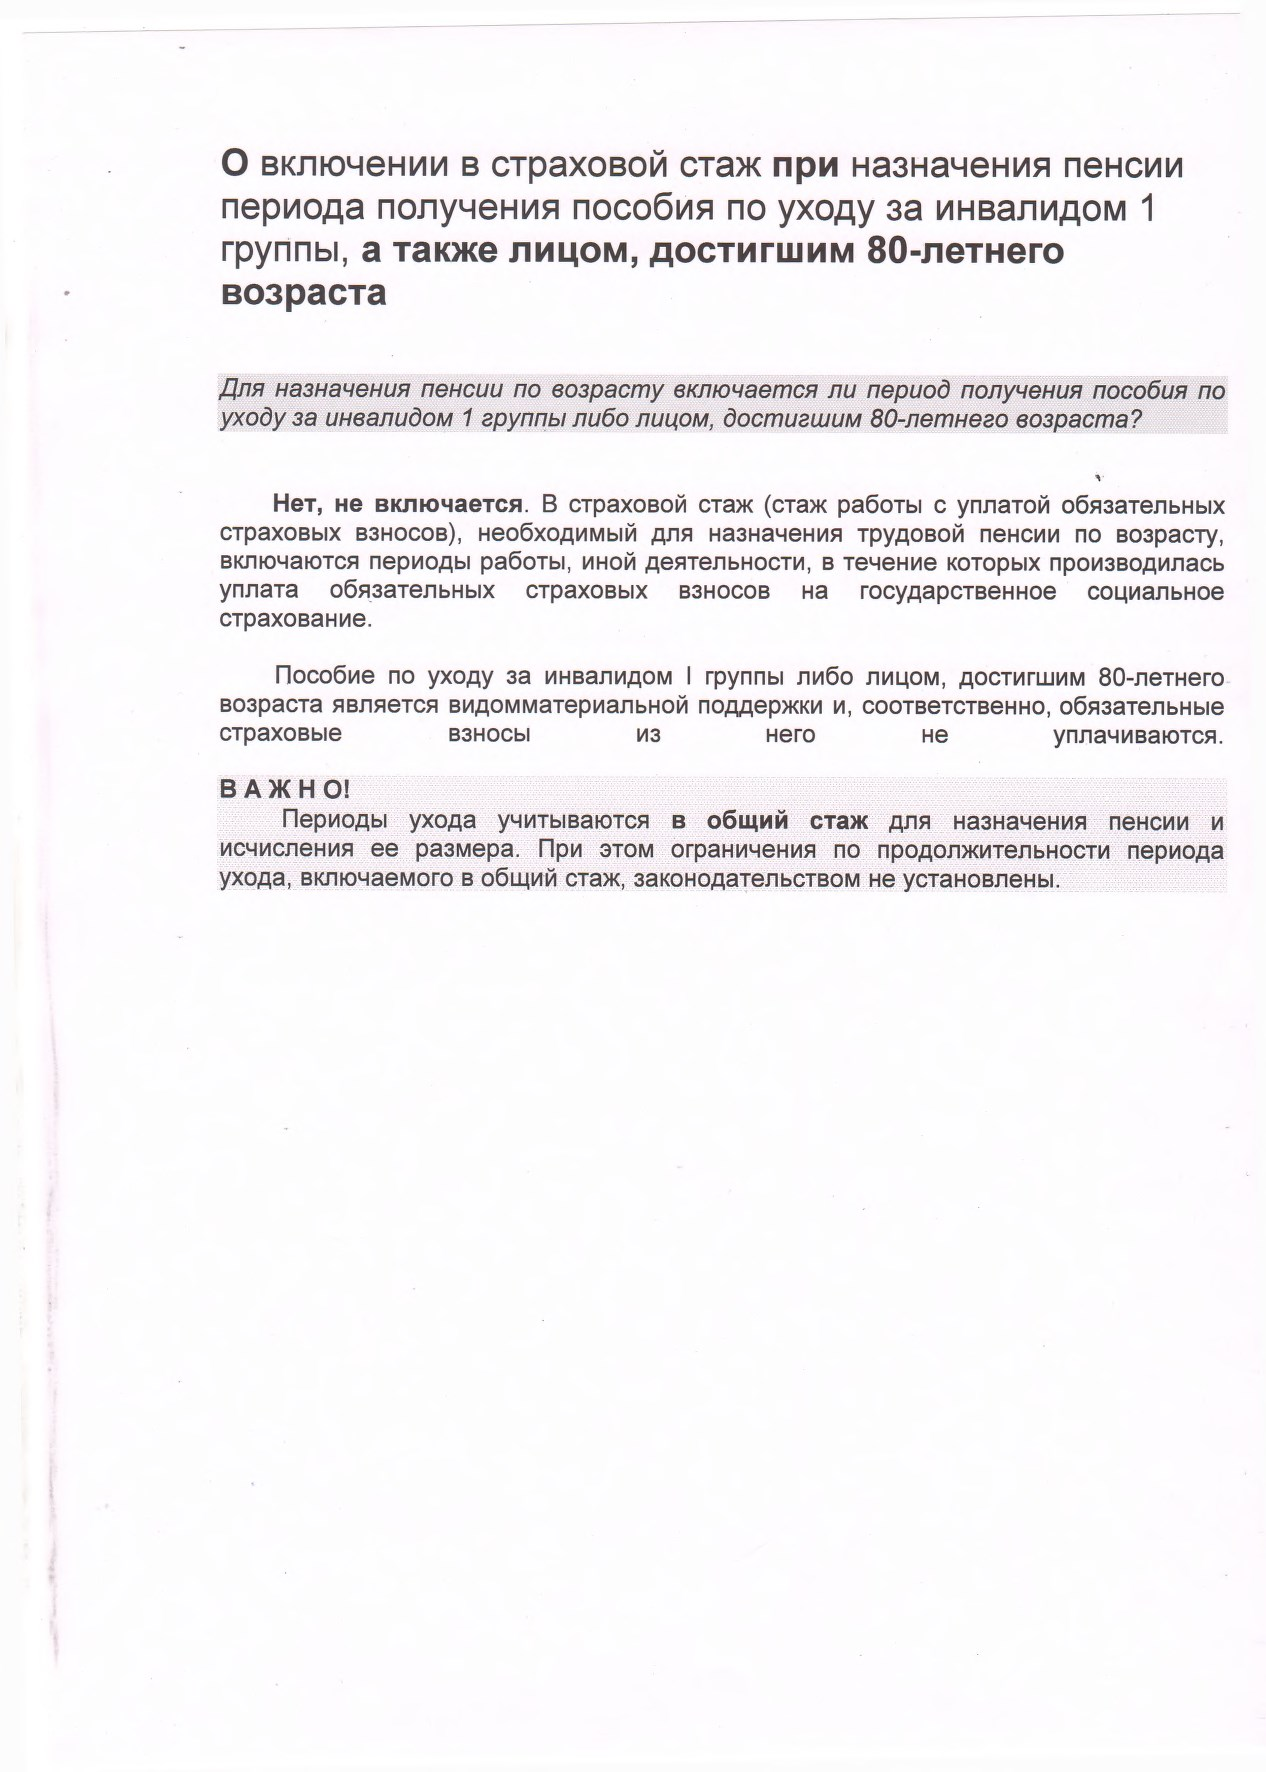 О включении в страховой стаж при назначения пенсии
периода получения пособия по уходу за инвалидом 1
группы, а также лицом, достигшим 80-летнего
возраста
Для назначения пенсии по возрасту включается ли период получения пособия по
уходу за инвалидом 1 группы либо лицом, достигшим 80-летнего возраста?
Нет, не включается. В страховой стаж (стаж работы с уплатой обязательных
страховых взносов), необходимый для назначения трудовой пенсии по возрасту,
включаются периоды работы, иной деятельности, в течение которых производилась
уплата обязательных страховых взносов на государственное социальное
страхование.
Пособие по уходу за инвалидом I группы либо лицом, достигшим 80-летнего
возраста является видомматериальной поддержки и, соответственно, обязательные
страховые взносы из него не уплачиваются.
В А Ж Н О!
Периоды ухода учитываются в общий стаж для назначения пенсии и
исчисления ее размера. При этом ограничения по продолжительности периода
ухода, включаемого в общий стаж, законодательством не установлены.